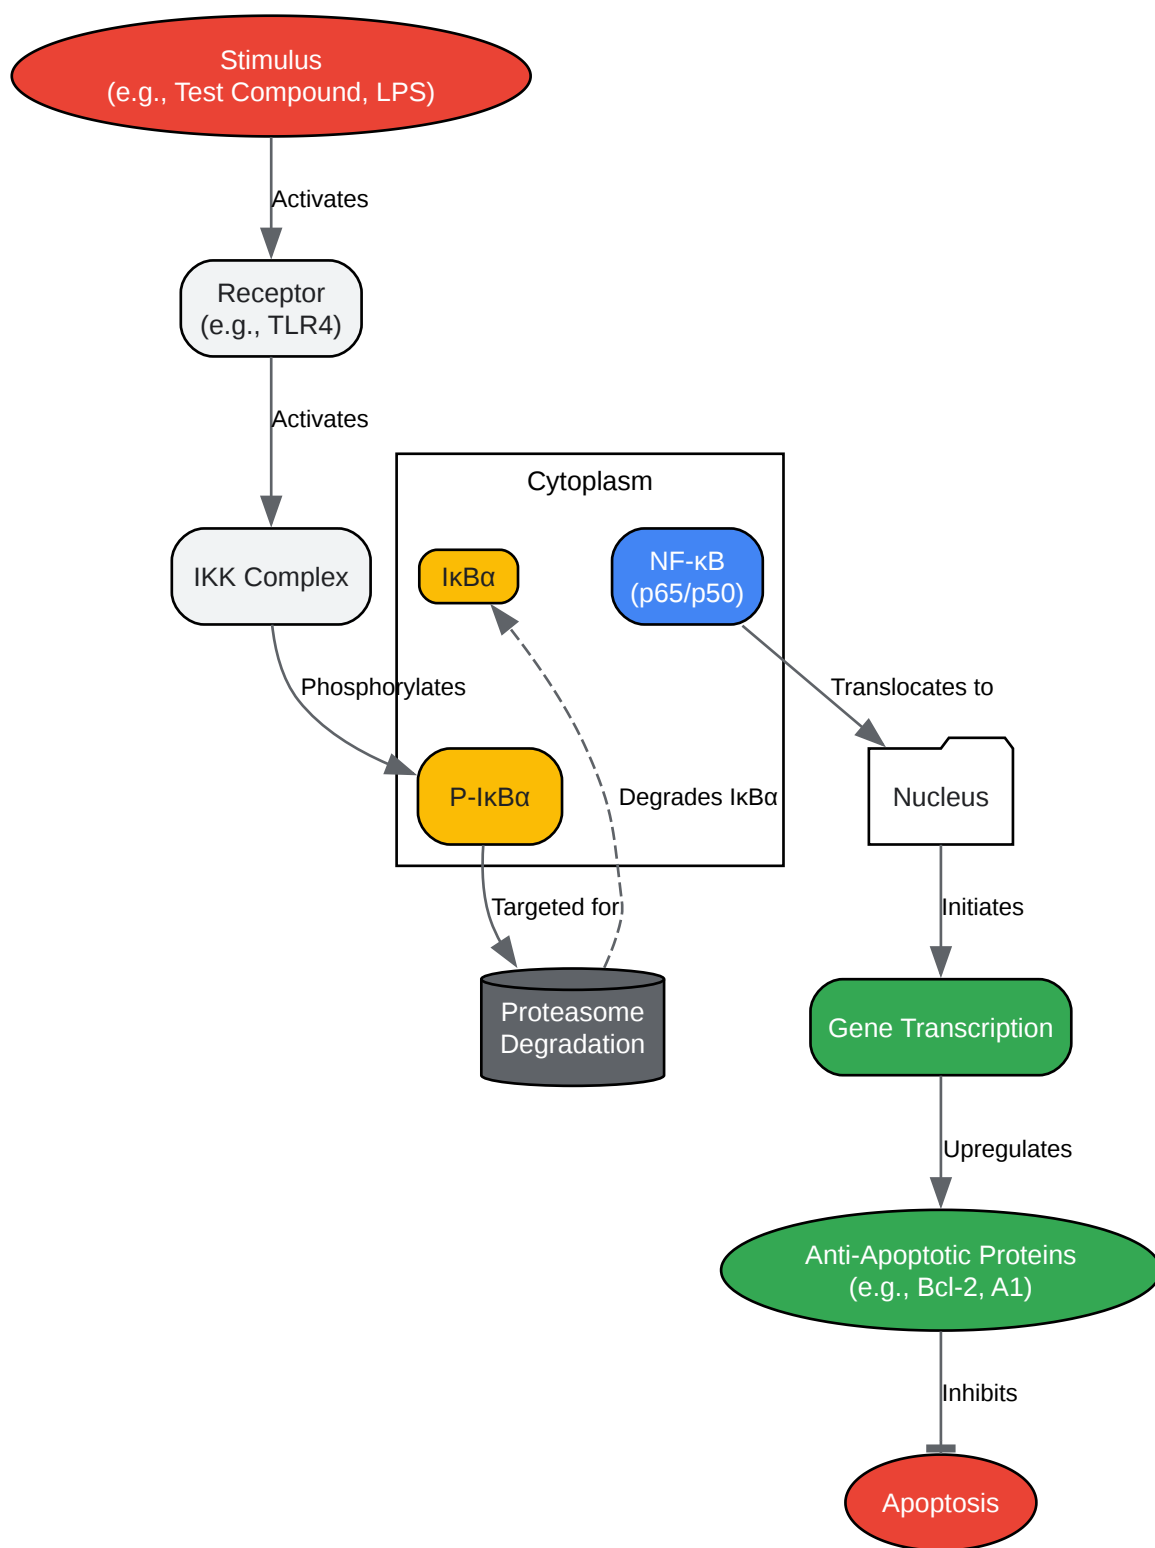 Stimulus
(e.g., Test Compound, LPS)
Activates
Receptor
(e.g., TLR4)
Activates
Cytoplasm
IKK Complex
IκBα
NF-κB
(p65/p50)
Phosphorylates
Translocates to
P-IκBα
Degrades IκBα
Nucleus
Targeted for
Initiates
Proteasome
Degradation
Gene Transcription
Upregulates
Anti-Apoptotic Proteins
(e.g., Bcl-2, A1)
Inhibits
Apoptosis